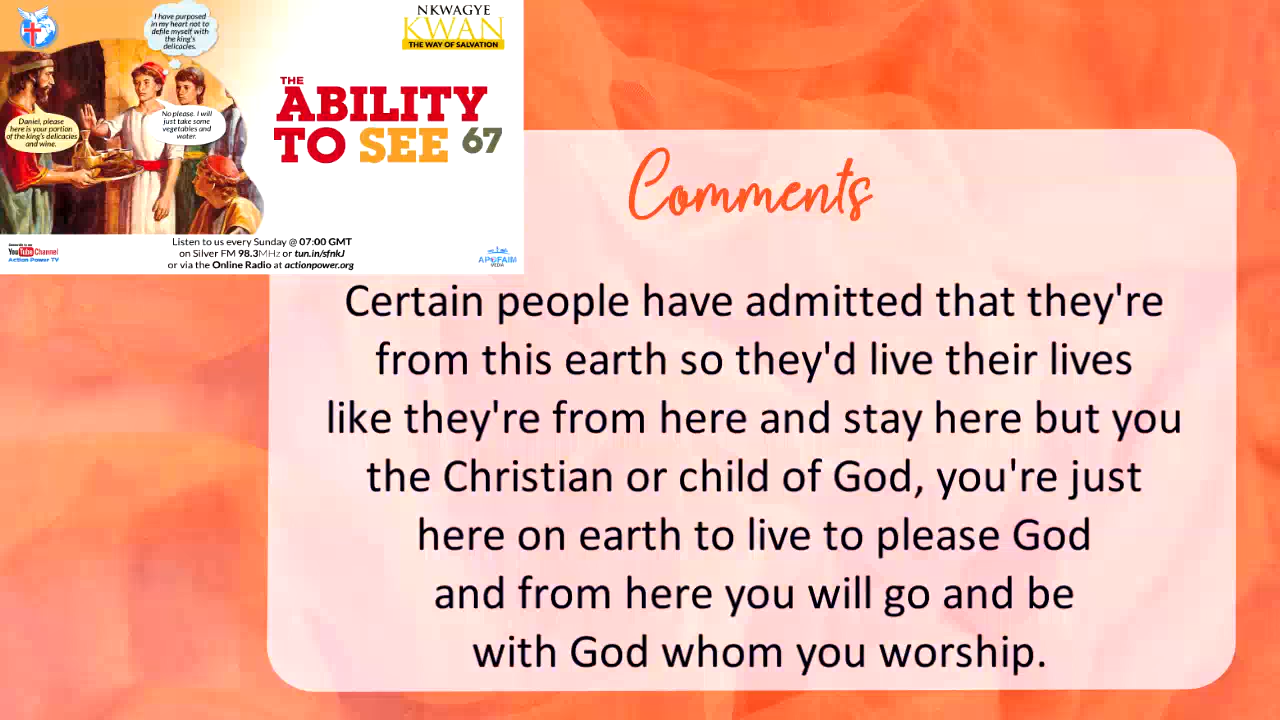 I have purposed
in my heart not to
defile myself with
the king's
delicacies.
NKWAGYE
KWAN
THE WAY OF SALVATION
Daniel, please
here is your portion
of the king's delicacies
and wine.
No please. I will
just take some
vegetables and
water.
THE
ABILITY
TO SEE 67
Listen to us every Sunday @ 07:00 GMT
on Silver FM 98.3MHz or tun.in/sfnkJ
or via the Online Radio at actionpower.org
YouTube Channel
Action Power TV
APOFAIM
MEDIA
Comments
Certain people have admitted that they're
from this earth so they'd live their lives
like they're from here and stay here but you
the Christian or child of God, you're just
here on earth to live to please God
and from here you will go and be
with God whom you worship.